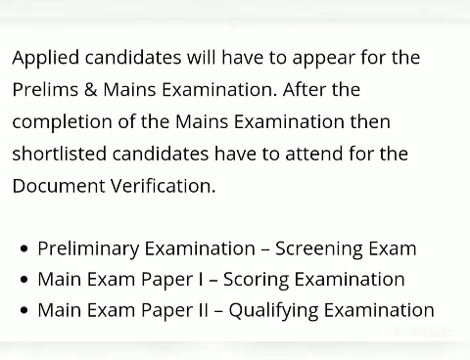 Applied candidates will have to appear for the
Prelims & Mains Examination. After the
completion of the Mains Examination then
shortlisted candidates have to attend for the
Document Verification.
• Preliminary Examination – Screening Exam
• Main Exam Paper I – Scoring Examination
• Main Exam Paper II – Qualifying Examination